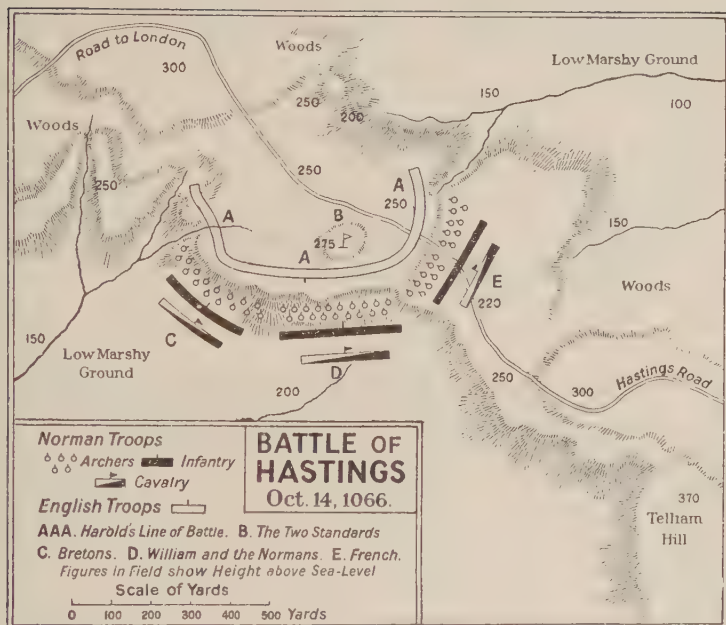 Road to London
Woods
Low Marshy Ground
300
250
200
150
100
Woods
250
250
A
A
B
250
275
A
150
E
220
Woods
150
C
Low Marshy
Ground
D
200
250
300
Hastings Road
370
Telham
Hill
Norman Troops
Archers Infantry
Cavalry
English Troops
BATTLE OF
HASTINGS
Oct. 14, 1066.
AAA. Harold's Line of Battle. B. The Two Standards
C. Bretons. D. William and the Normans. E. French.
Figures in Field show Height above Sea-Level
Scale of Yards
0 100 200 300 400 500 Yards